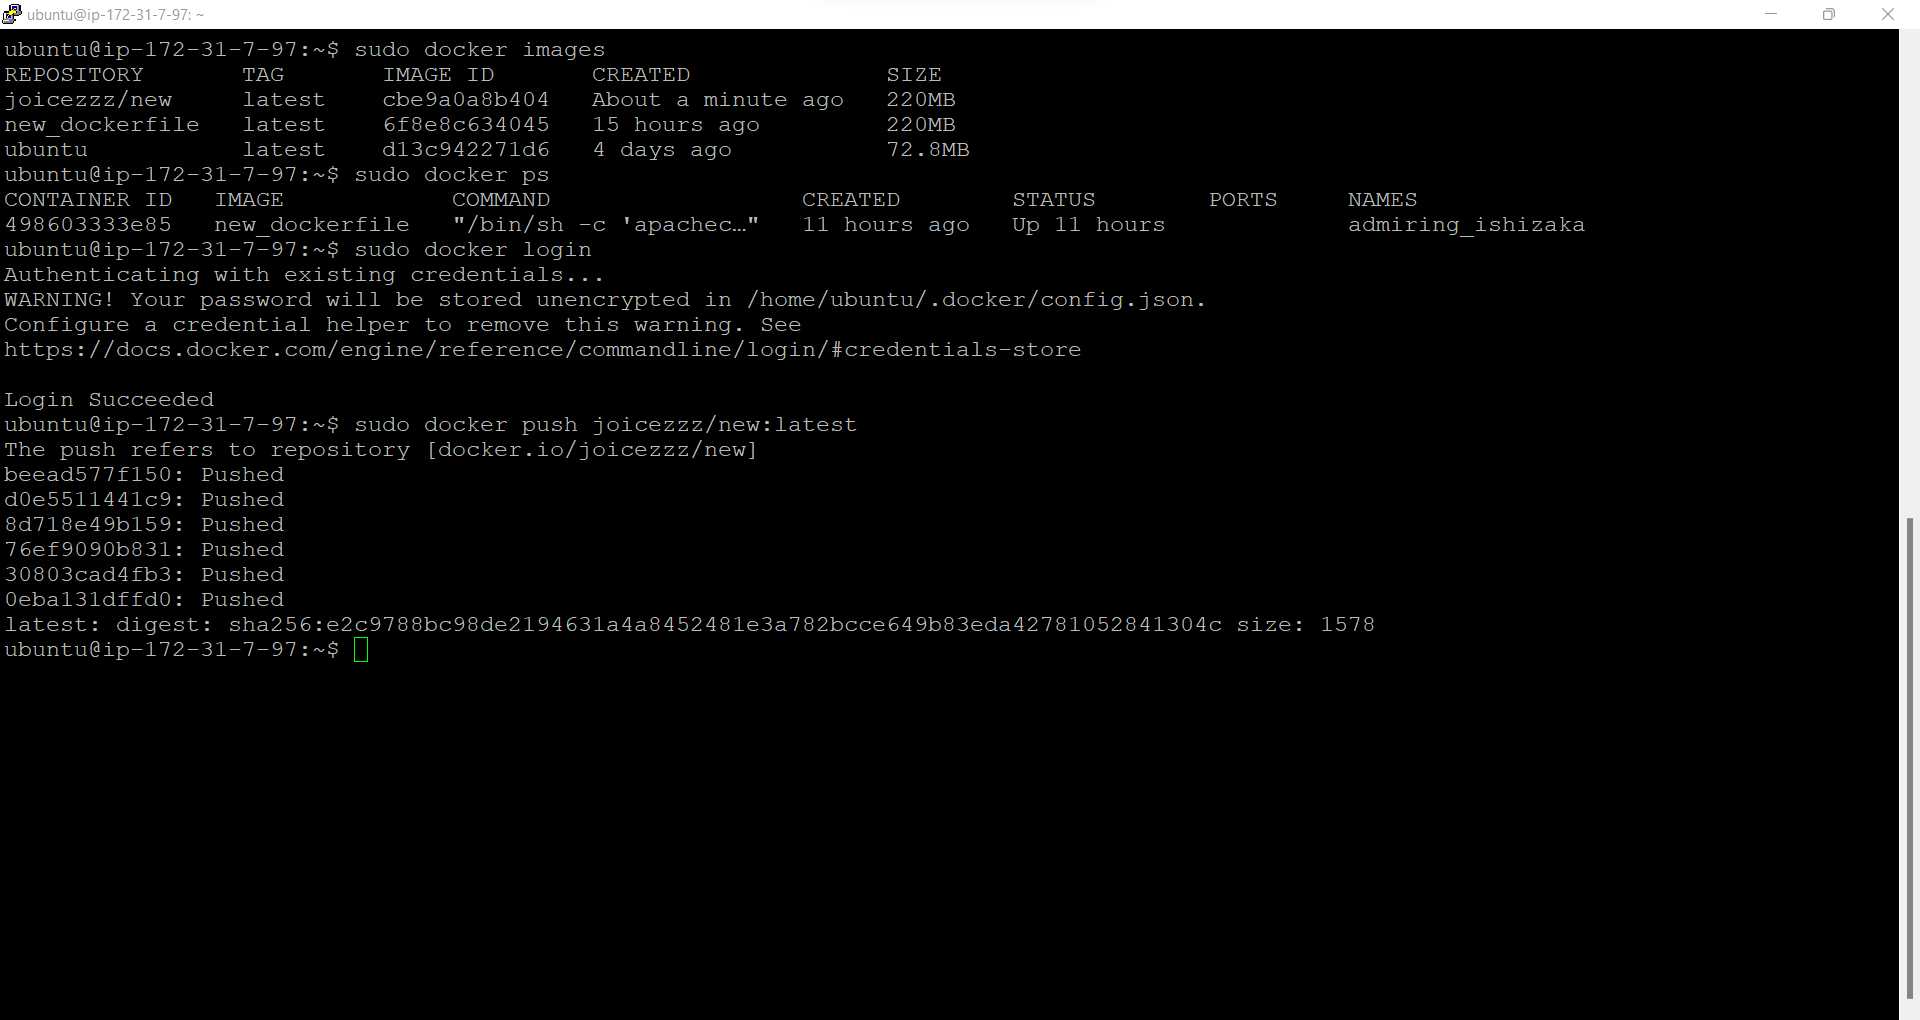 ubuntu@ip-172-31-7-97: ~
ubuntu@ip-172-31-7-97:~$ sudo docker images
REPOSITORY       TAG       IMAGE ID       CREATED              SIZE
joicezzz/new     latest    cbe9a0a8b404   About a minute ago   220MB
new_dockerfile   latest    6f8e8c634045   15 hours ago         220MB
ubuntu           latest    d13c942271d6   4 days ago           72.8MB
ubuntu@ip-172-31-7-97:~$ sudo docker ps
CONTAINER ID   IMAGE            COMMAND                  CREATED        STATUS        PORTS     NAMES
498603333e85   new_dockerfile   "/bin/sh -c 'apachec…"   11 hours ago   Up 11 hours             admiring_ishizaka
ubuntu@ip-172-31-7-97:~$ sudo docker login
Authenticating with existing credentials...
WARNING! Your password will be stored unencrypted in /home/ubuntu/.docker/config.json.
Configure a credential helper to remove this warning. See
https://docs.docker.com/engine/reference/commandline/login/#credentials-store
Login Succeeded
ubuntu@ip-172-31-7-97:~$ sudo docker push joicezzz/new:latest
The push refers to repository [docker.io/joicezzz/new]
beead577f150: Pushed
d0e5511441c9: Pushed
8d718e49b159: Pushed
76ef9090b831: Pushed
30803cad4fb3: Pushed
0eba131dffd0: Pushed
latest: digest: sha256:e2c9788bc98de2194631a4a8452481e3a782bcce649b83eda42781052841304c size: 1578
ubuntu@ip-172-31-7-97:~$